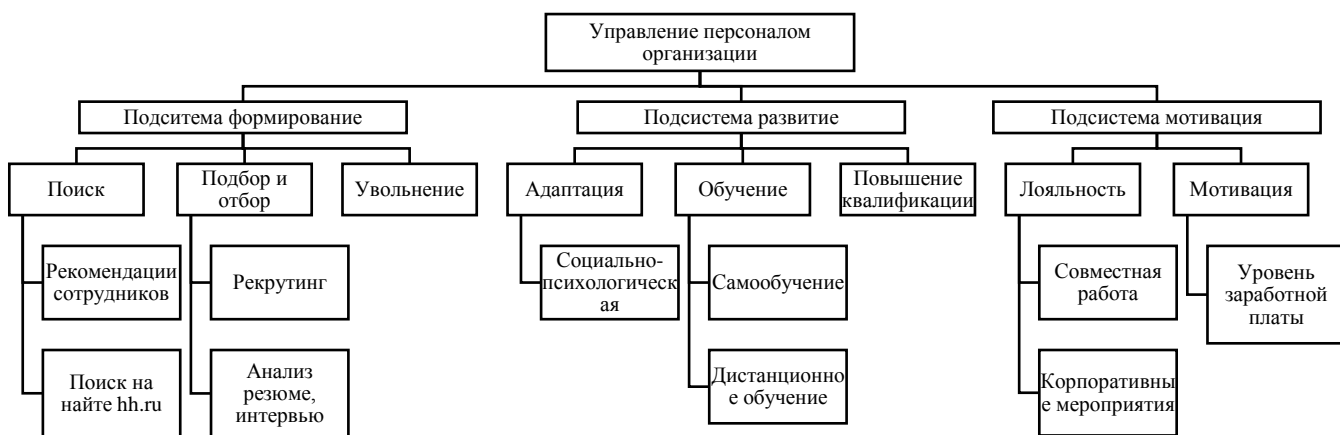 Управление персоналом
организации
Подситема формирование
Подсистема развитие
Подсистема мотивация
Поиск
Подбор и
отбор
Увольнение
Адаптация
Обучение
Повышение
квалификации
Лояльность
Мотивация
Рекомендации
сотрудников
Рекрутинг
Социально-
психологическ
ая
Самообучение
Совместная
работа
Уровень
заработной
платы
Поиск на
найте hh.ru
Анализ
резюме,
интервью
Дистанционно
е обучение
Корпоративны
е мероприятия